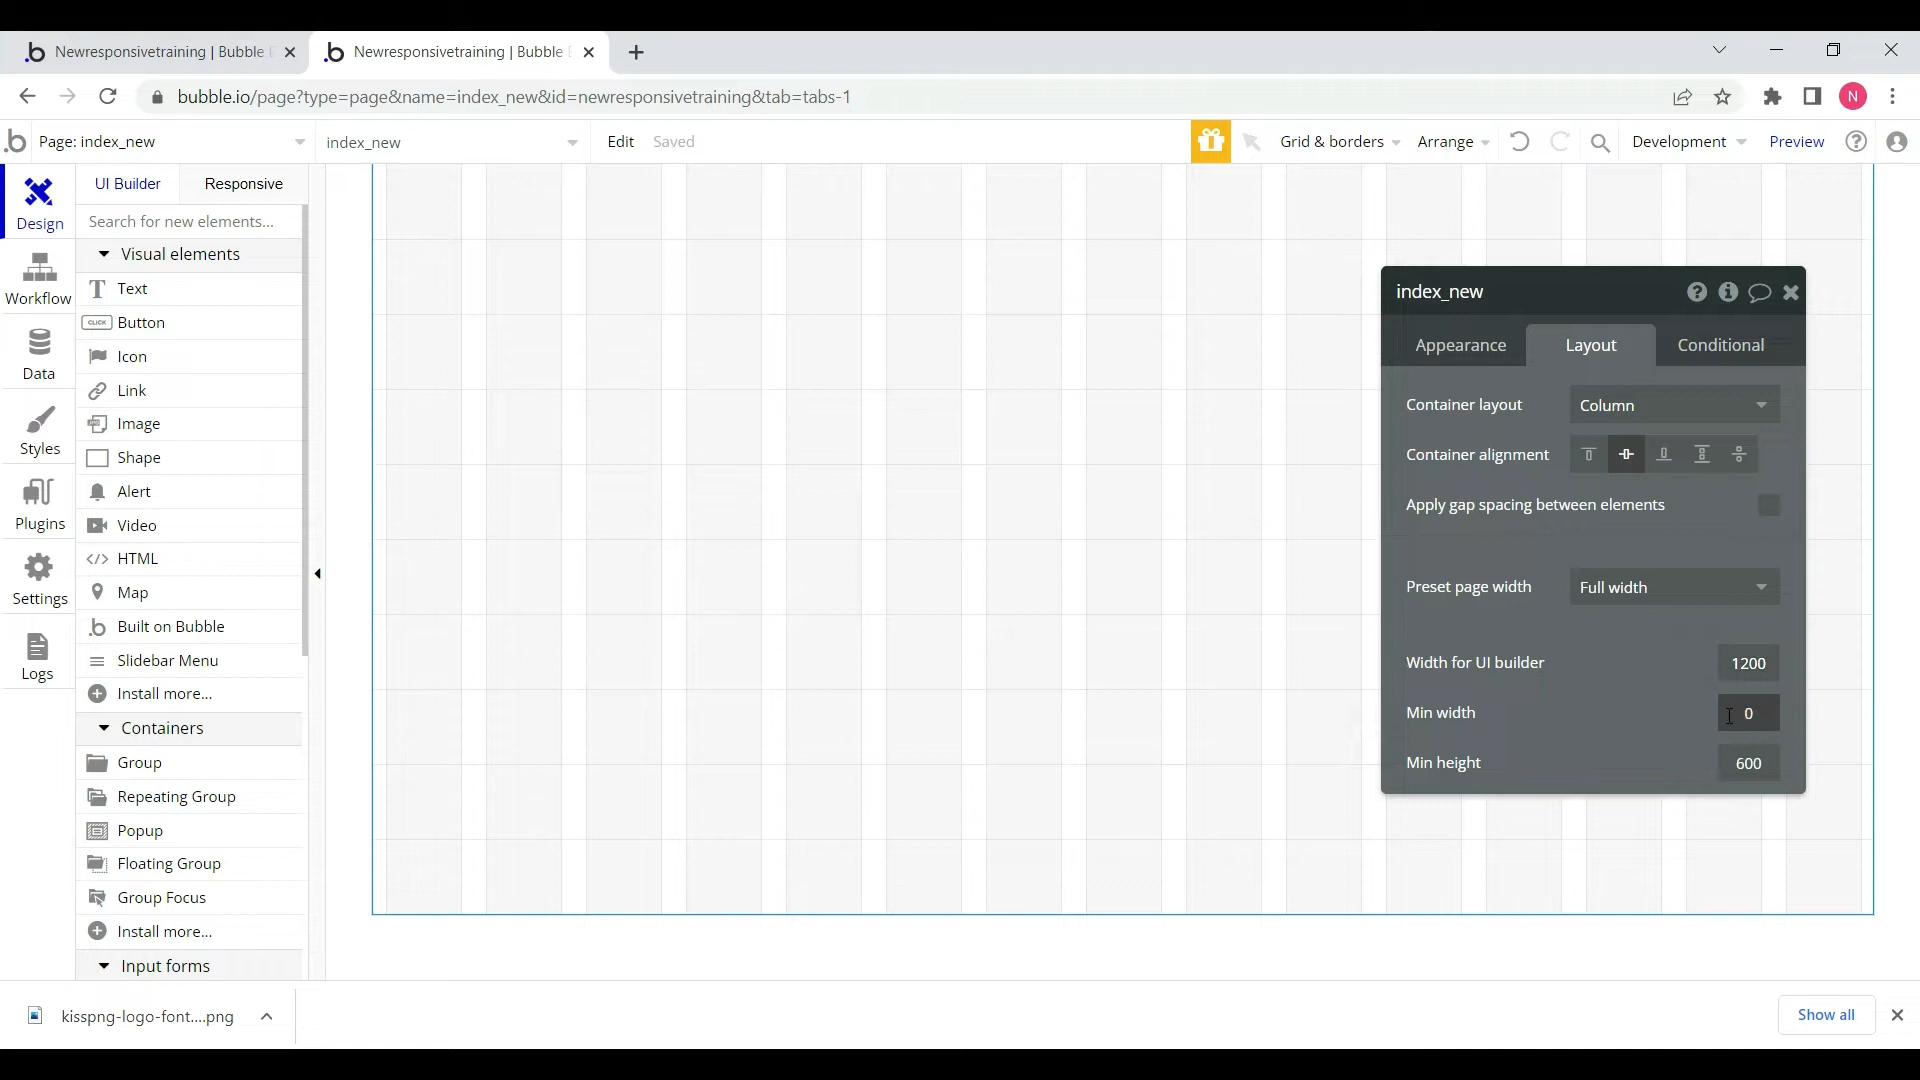 Newresponsivetraining | Bubble
Newresponsivetraining | Bubble
bubble.io/page?type=page&name=index_new&id=newresponsivetraining&tab=tabs-1
N
Page: index_new
index_new
Edit
Saved
Grid & borders
Arrange
Development
Preview
UI Builder
Responsive
Design
Search for new elements...
Visual elements
Workflow
Text
CLICK Button
Icon
Data
Link
Image
Styles
Shape
Alert
Plugins
Video
HTML
Settings
Map
Built on Bubble
Logs
Slidebar Menu
Install more...
Containers
Group
Repeating Group
Popup
Floating Group
Group Focus
Install more...
Input forms
index_new
Appearance
Layout
Conditional
Container layout
Column
Container alignment
Apply gap spacing between elements
Preset page width
Full width
Width for UI builder
1200
Min width
0
Min height
600
kisspng-logo-font....png
Show all